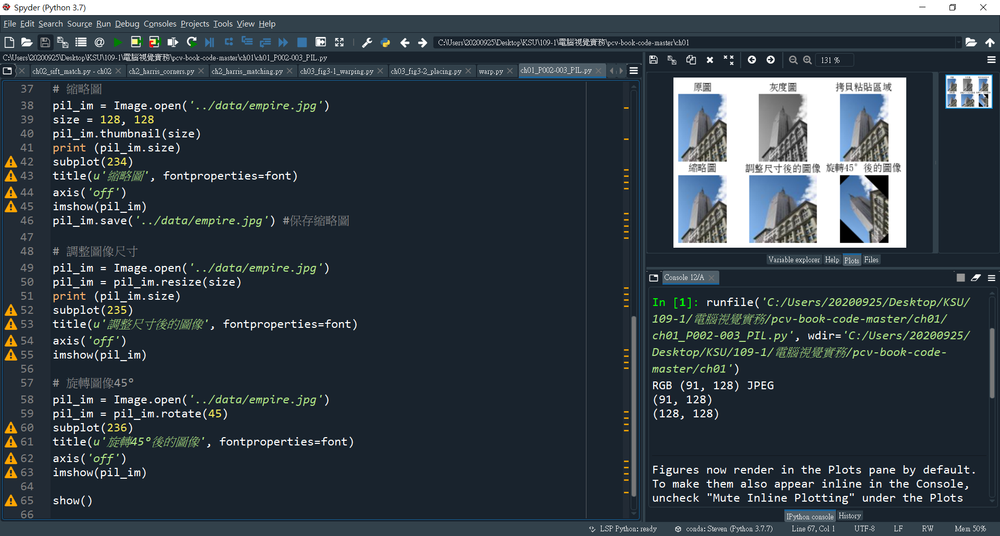 Spyder (Python 3.7)
File Edit Search Source Run Debug Consoles Projects Tools View Help
C:\Users\20200925\Desktop\KSU\109-1\電腦視覺實務\pcv-book-code-master\ch01
C:\Users\20200925\Desktop\KSU\109-1\電腦視覺實務\pcv-book-code-master\ch01\ch01_P002-003_PIL.py
ch02_sift_match.py - ch02 ch2_harris_corners.py ch2_harris_matching.py ch03_fig3-1_warping.py ch03_fig3-2_placing.py warp.py ch01_P002-003_PIL.py
37 # 縮略圖
38 pil_im = Image.open('../data/empire.jpg')
39 size = 128, 128
40 pil_im.thumbnail(size)
41 print (pil_im.size)
42 subplot(234)
43 title(u'縮略圖', fontproperties=font)
44 axis('off')
45 imshow(pil_im)
46 pil_im.save('../data/empire.jpg') #保存縮略圖
47
48 # 調整圖像尺寸
49 pil_im = Image.open('../data/empire.jpg')
50 pil_im = pil_im.resize(size)
51 print (pil_im.size)
52 subplot(235)
53 title(u'調整尺寸後的圖像', fontproperties=font)
54 axis('off')
55 imshow(pil_im)
56
57 # 旋轉圖像45°
58 pil_im = Image.open('../data/empire.jpg')
59 pil_im = pil_im.rotate(45)
60 subplot(236)
61 title(u'旋轉45°後的圖像', fontproperties=font)
62 axis('off')
63 imshow(pil_im)
64
65 show()
66
131 %
原圖 灰度圖 拷貝粘貼區域
縮略圖 調整尺寸後的圖像 旋轉45°後的圖像
Variable explorer Help Plots Files
Console 12/A
In [1]: runfile('C:/Users/20200925/Desktop/KSU/
109-1/電腦視覺實務/pcv-book-code-master/ch01/
ch01_P002-003_PIL.py', wdir='C:/Users/20200925/
Desktop/KSU/109-1/電腦視覺實務/pcv-book-code-
master/ch01')
RGB (91, 128) JPEG
(91, 128)
(128, 128)
Figures now render in the Plots pane by default.
To make them also appear inline in the Console,
uncheck "Mute Inline Plotting" under the Plots
IPython console History
LSP Python: ready conda: Steven (Python 3.7.7) Line 67, Col 1 UTF-8 LF RW Mem 50%